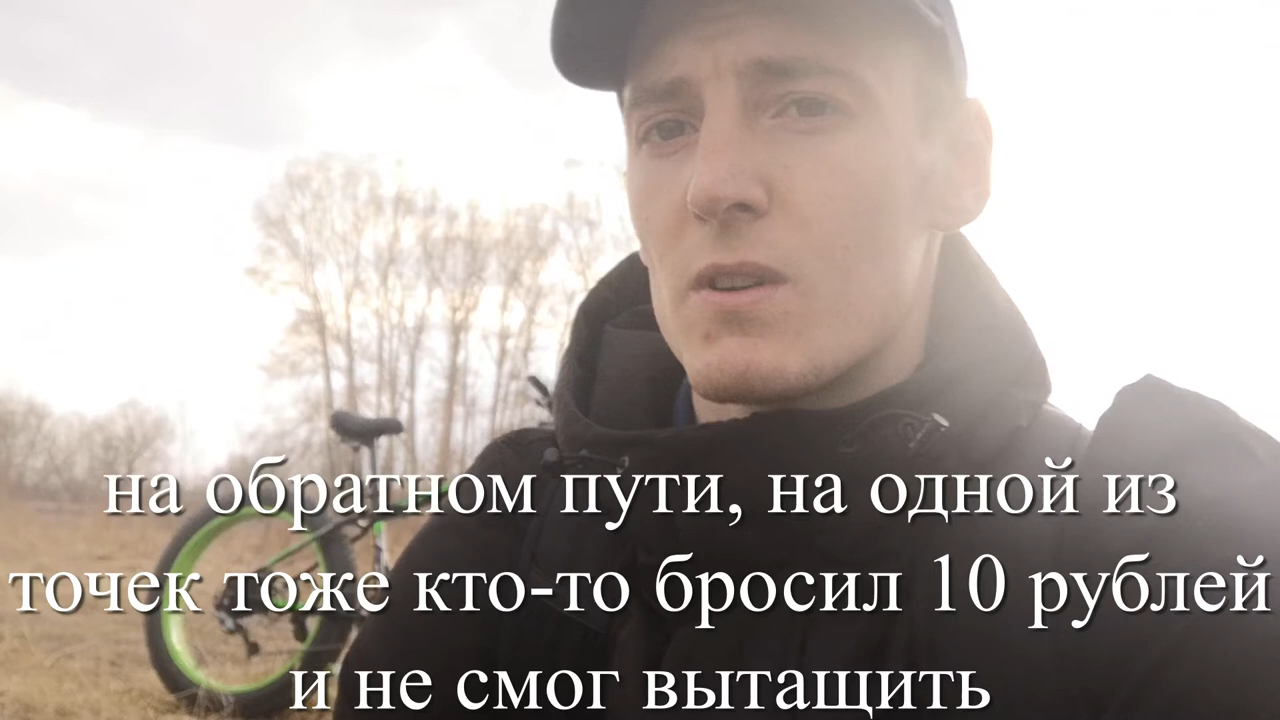 на обратном пути, на одной из
точек тоже кто-то бросил 10 рублей
и не смог вытащить